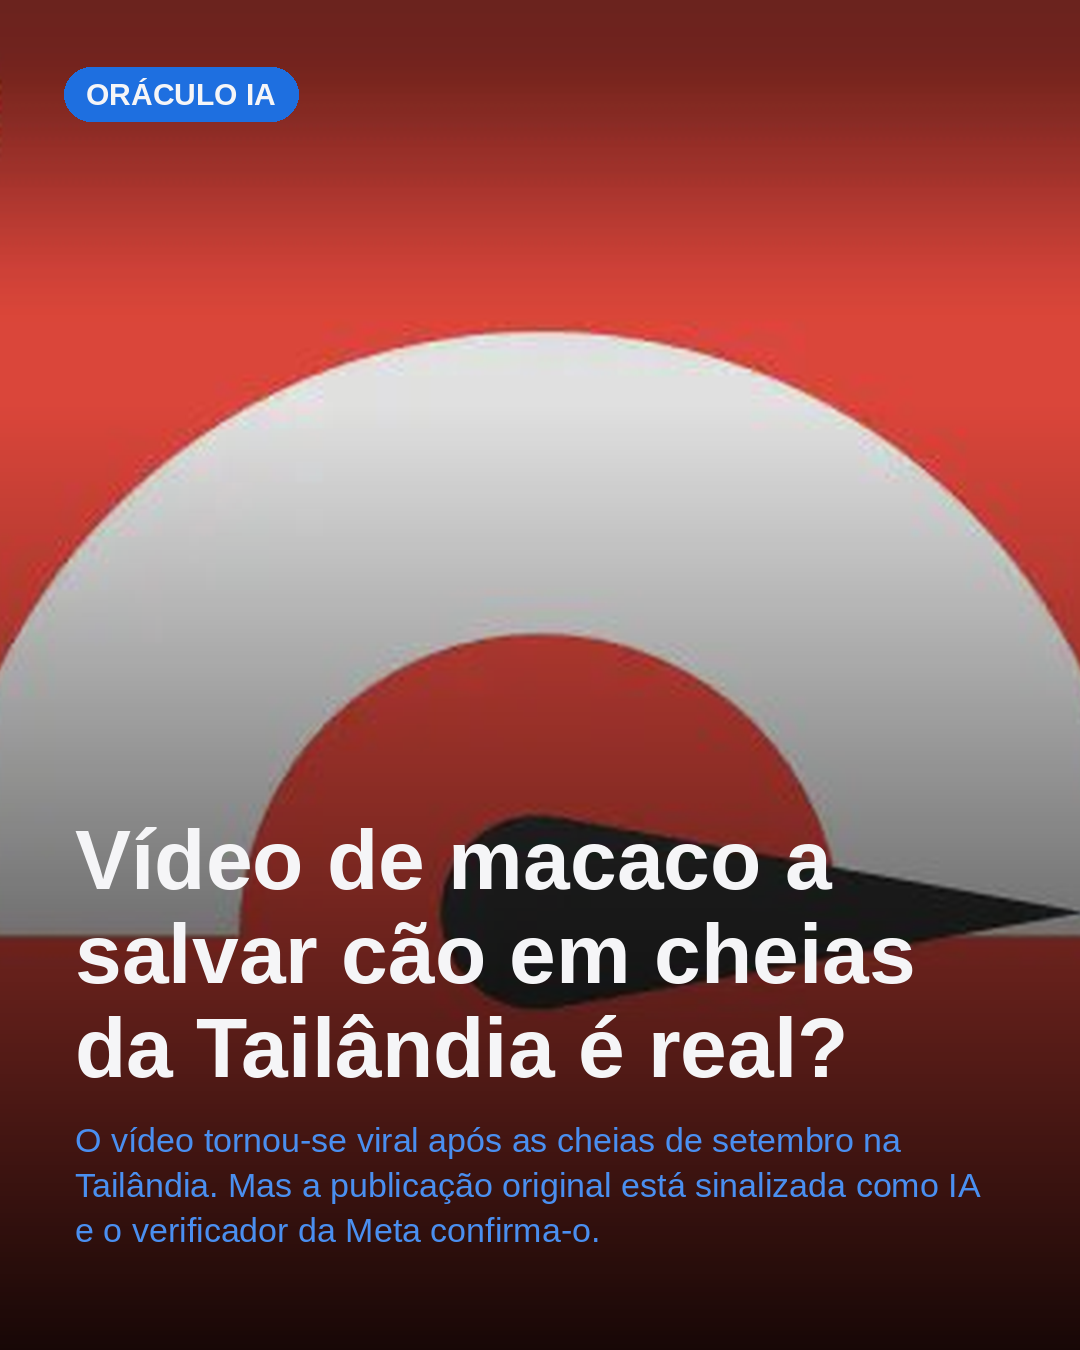 ORÁCULO IA
Vídeo de macaco a
salvar cão em cheias
da Tailândia é real?
O vídeo tornou-se viral após as cheias de setembro na
Tailândia. Mas a publicação original está sinalizada como IA
e o verificador da Meta confirma-o.